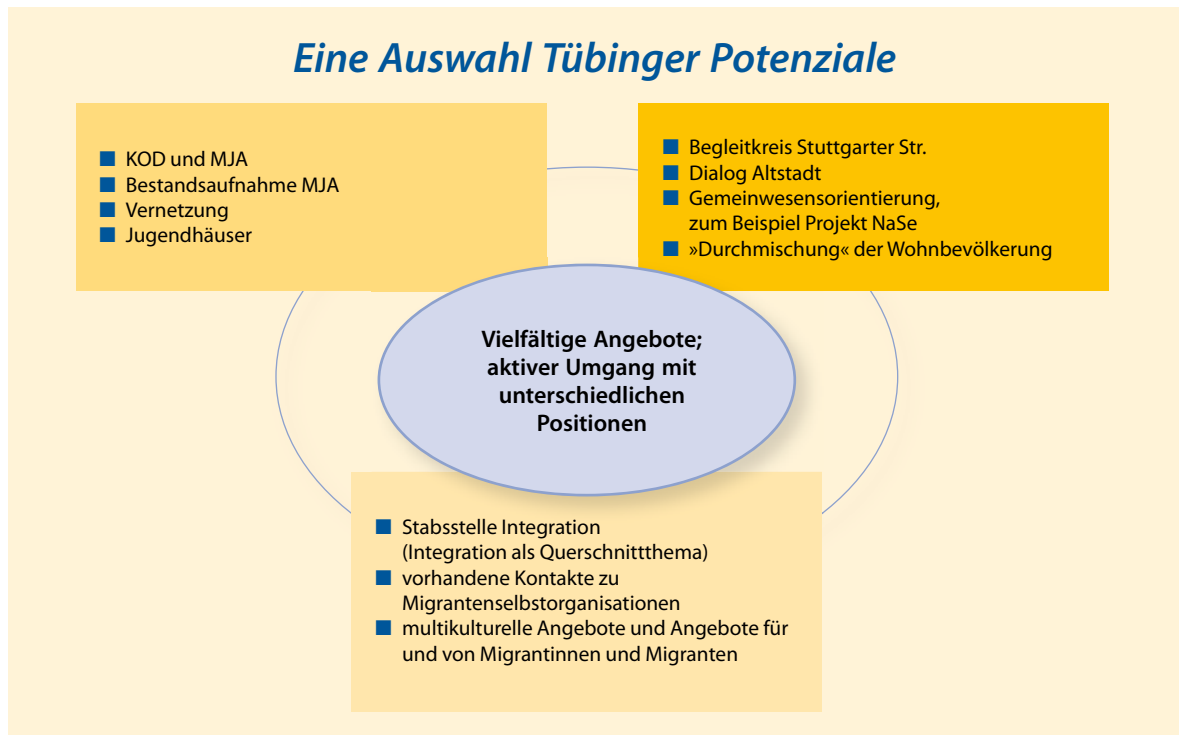 Eine Auswahl Tübinger Potenziale
■ KOD und MJA
■ Bestandsaufnahme MJA
■ Vernetzung
■ Jugendhäuser
■ Begleitkreis Stuttgarter Str.
■ Dialog Altstadt
■ Gemeinwesensorientierung,
zum Beispiel Projekt NaSe
■ »Durchmischung« der Wohnbevölkerung
Vielfältige Angebote;
aktiver Umgang mit
unterschiedlichen
Positionen
■ Stabsstelle Integration
(Integration als Querschnittthema)
■ vorhandene Kontakte zu
Migrantenselbstorganisationen
■ multikulturelle Angebote und Angebote für
und von Migrantinnen und Migranten